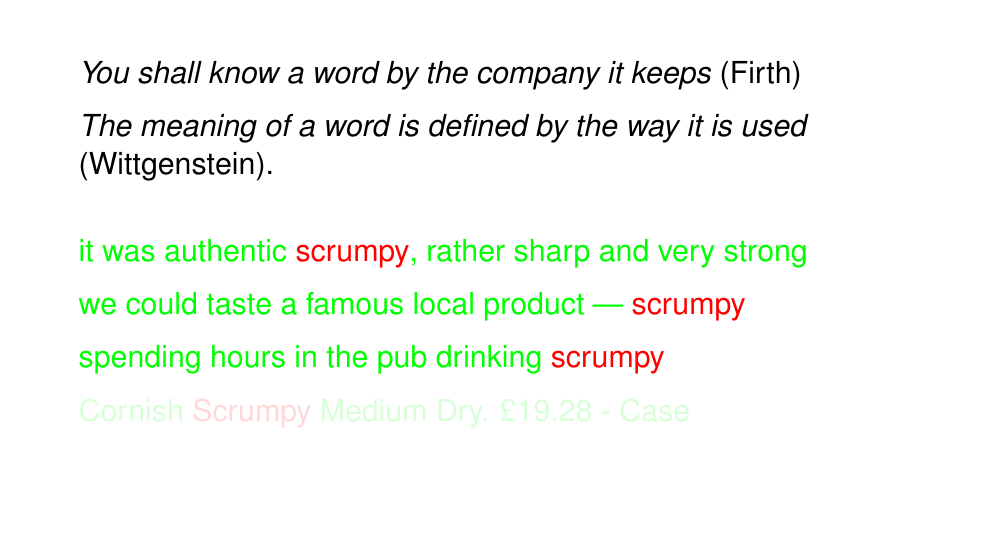 You shall know a word by the company it keeps (Firth)
The meaning of a word is defined by the way it is used
(Wittgenstein).
it was authentic scrumpy, rather sharp and very strong
we could taste a famous local product — scrumpy
spending hours in the pub drinking scrumpy
Cornish Scrumpy Medium Dry. £19.28 - Case